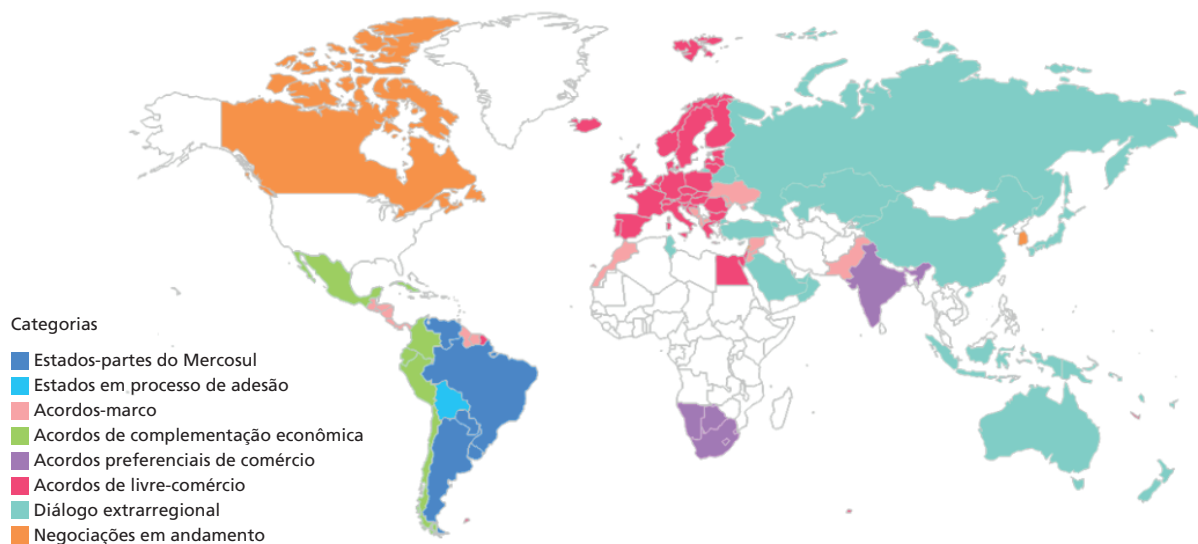 Categorias
Estados-partes do Mercosul
Estados em processo de adesão
Acordos-marco
Acordos de complementação econômica
Acordos preferenciais de comércio
Acordos de livre-comércio
Diálogo extrarregional
Negociações em andamento